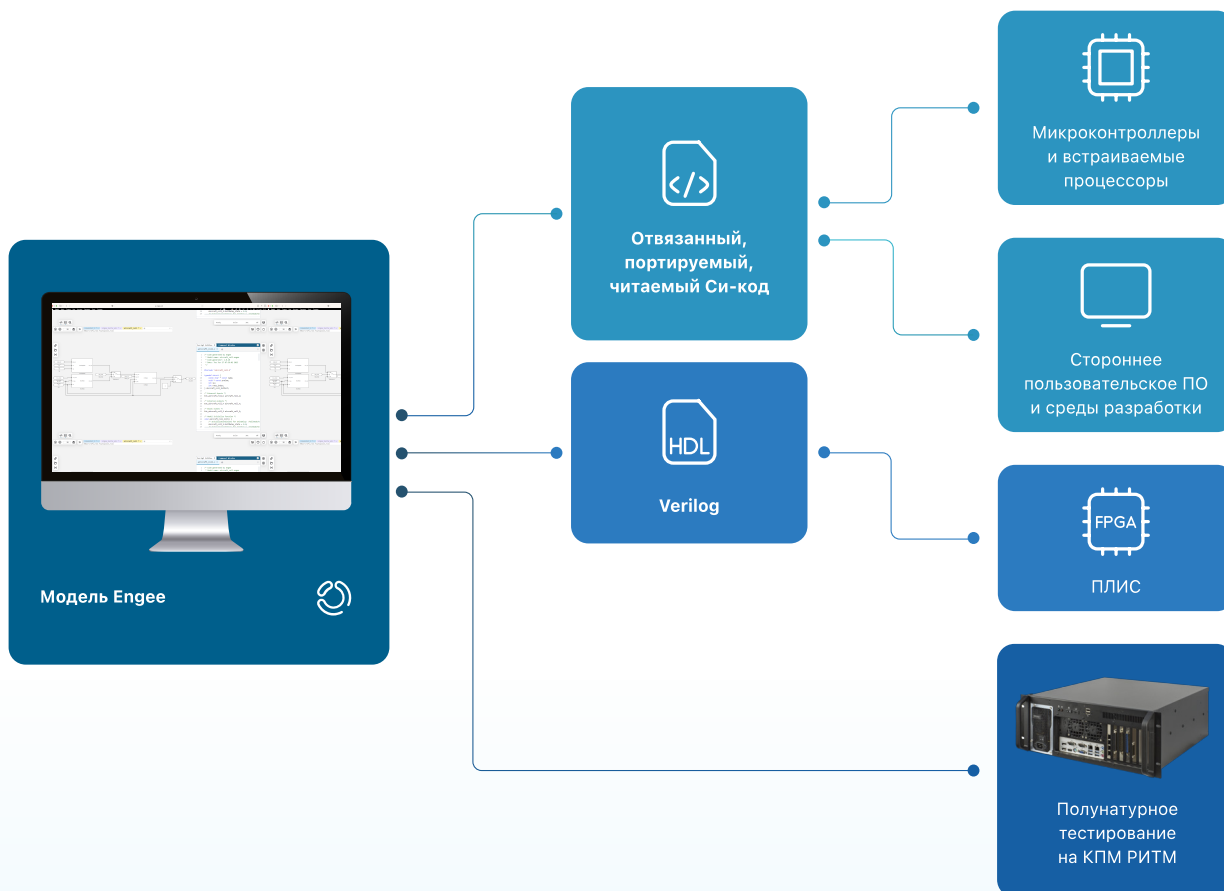 Модель Engee
</>
Отвязанный,
портируемый,
читаемый Си-код
HDL
Verilog
Микроконтроллеры
и встраиваемые
процессоры
Стороннее
пользовательское ПО
и среды разработки
FPGA
ПЛИС
Полунатурное
тестирование
на КПМ РИТМ